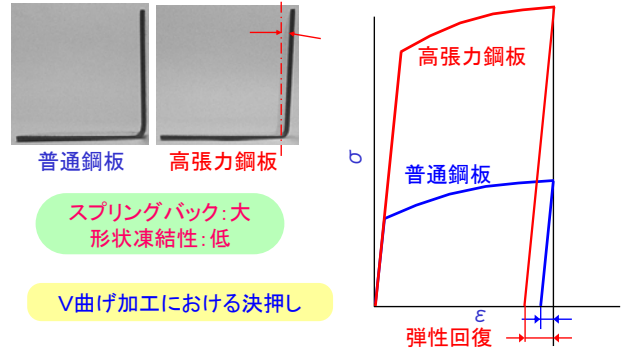 普通鋼板
高張力鋼板
スプリングバック:大
形状凍結性:低
V曲げ加工における決押し
高張力鋼板
普通鋼板
σ
ε
弾性回復